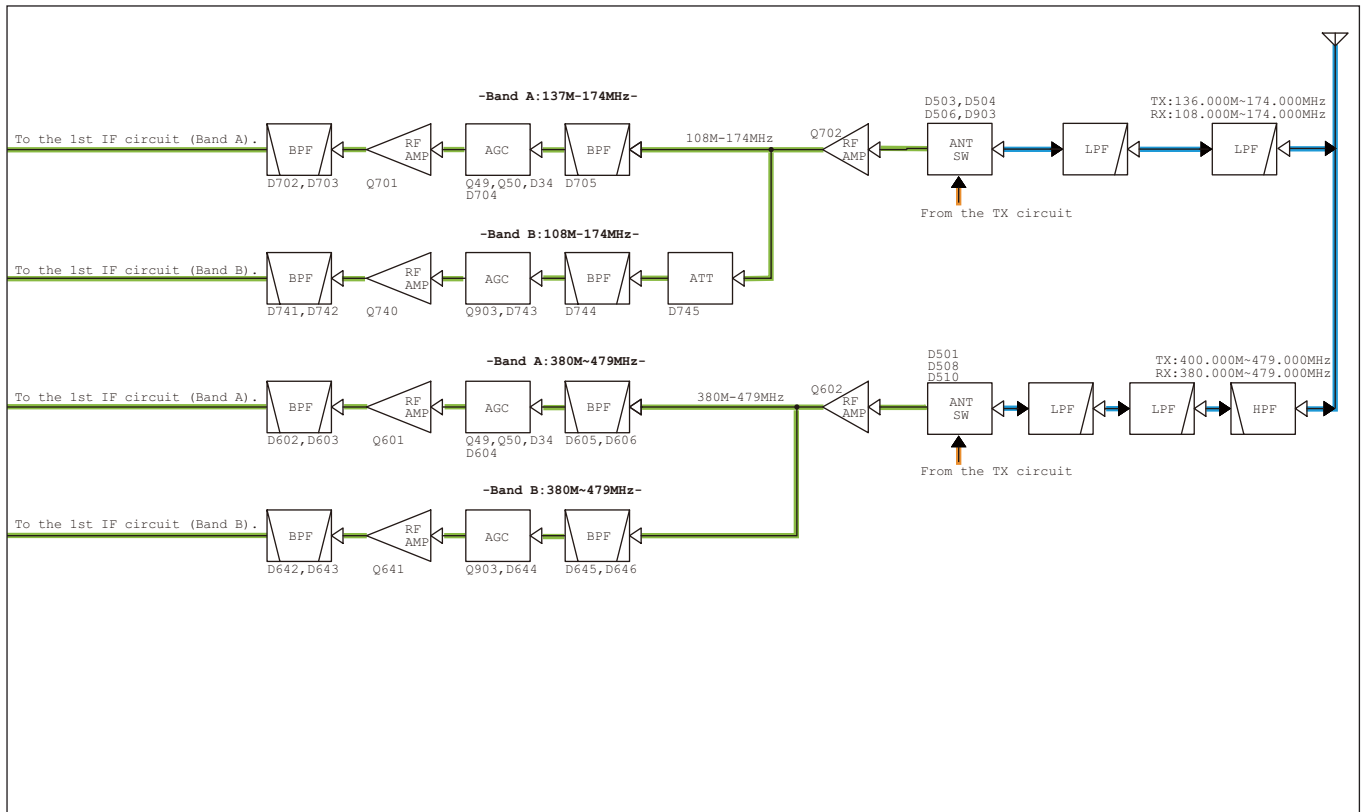 -Band A:137M-174MHz-
D503,D504
D506,D903
TX:136.000M~174.000MHz
RX:108.000M~174.000MHz
To the 1st IF circuit (Band A).
BPF
RF
AMP
AGC
BPF
108M-174MHz
Q702
RF
AMP
ANT
SW
LPF
LPF
D702,D703
Q701
Q49,Q50,D34
D704
D705
From the TX circuit
-Band B:108M-174MHz-
To the 1st IF circuit (Band B).
BPF
RF
AMP
AGC
BPF
ATT
D741,D742
Q740
Q903,D743
D744
D745
-Band A:380M~479MHz-
D501
D508
D510
TX:400.000M~479.000MHz
RX:380.000M~479.000MHz
To the 1st IF circuit (Band A).
BPF
RF
AMP
AGC
BPF
380M-479MHz
Q602
RF
AMP
ANT
SW
LPF
LPF
HPF
D602,D603
Q601
Q49,Q50,D34
D604
D605,D606
From the TX circuit
-Band B:380M~479MHz-
To the 1st IF circuit (Band B).
BPF
RF
AMP
AGC
BPF
D642,D643
Q641
Q903,D644
D645,D646